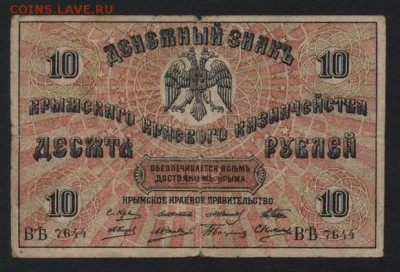 COINS.LAVE.RU
ДЕНЕЖНЫЙ ЗНАКЪ
10 10
КРЫМСКАГО КРАЕВОГО КАЗНАЧЕЙСТВА
ДЕСЯТЬ РУБЛЕЙ
ОБЕЗПЕЧИВАЕТСЯ ВСѢМЪ
ДОСТОЯНІЕМЪ КРЫМА
КРЫМСКОЕ КРАЕВОЕ ПРАВИТЕЛЬСТВО
10 10
ВЪ 7644 ВЪ 7644